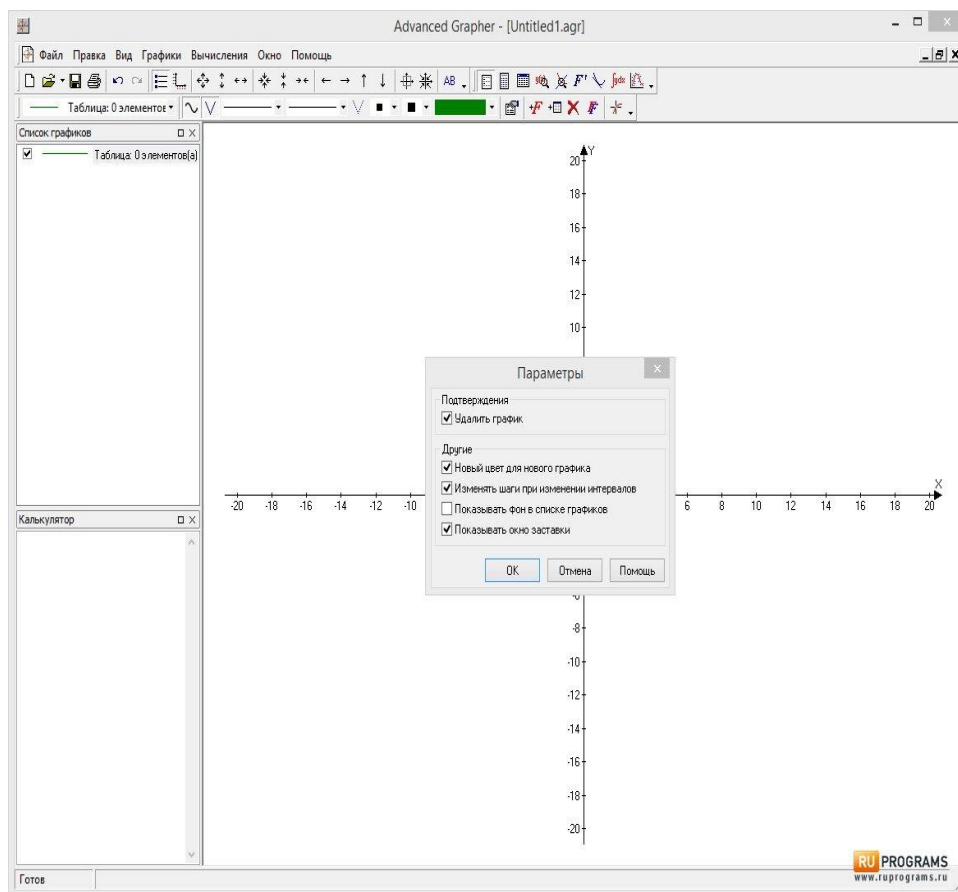 Advanced Grapher - [Untitled1.agr]
Файл Правка Вид Графики Вычисления Окно Помощь
AB F' ∫ydx
Таблица: 0 элементов F F
Список графиков
Таблица: 0 элементов(а)
Калькулятор
Y
20
18
16
14
12
10
X
-20 -18 -16 -14 -12 -10 6 8 10 12 14 16 18 20
-8
-10
-12
-14
-16
-18
-20
Параметры
Подтверждения
Удалить график
Другие
Новый цвет для нового графика
Изменять шаги при изменении интервалов
Показывать фон в списке графиков
Показывать окно заставки
OK Отмена Помощь
Готов
RU PROGRAMS
www.ruprograms.ru